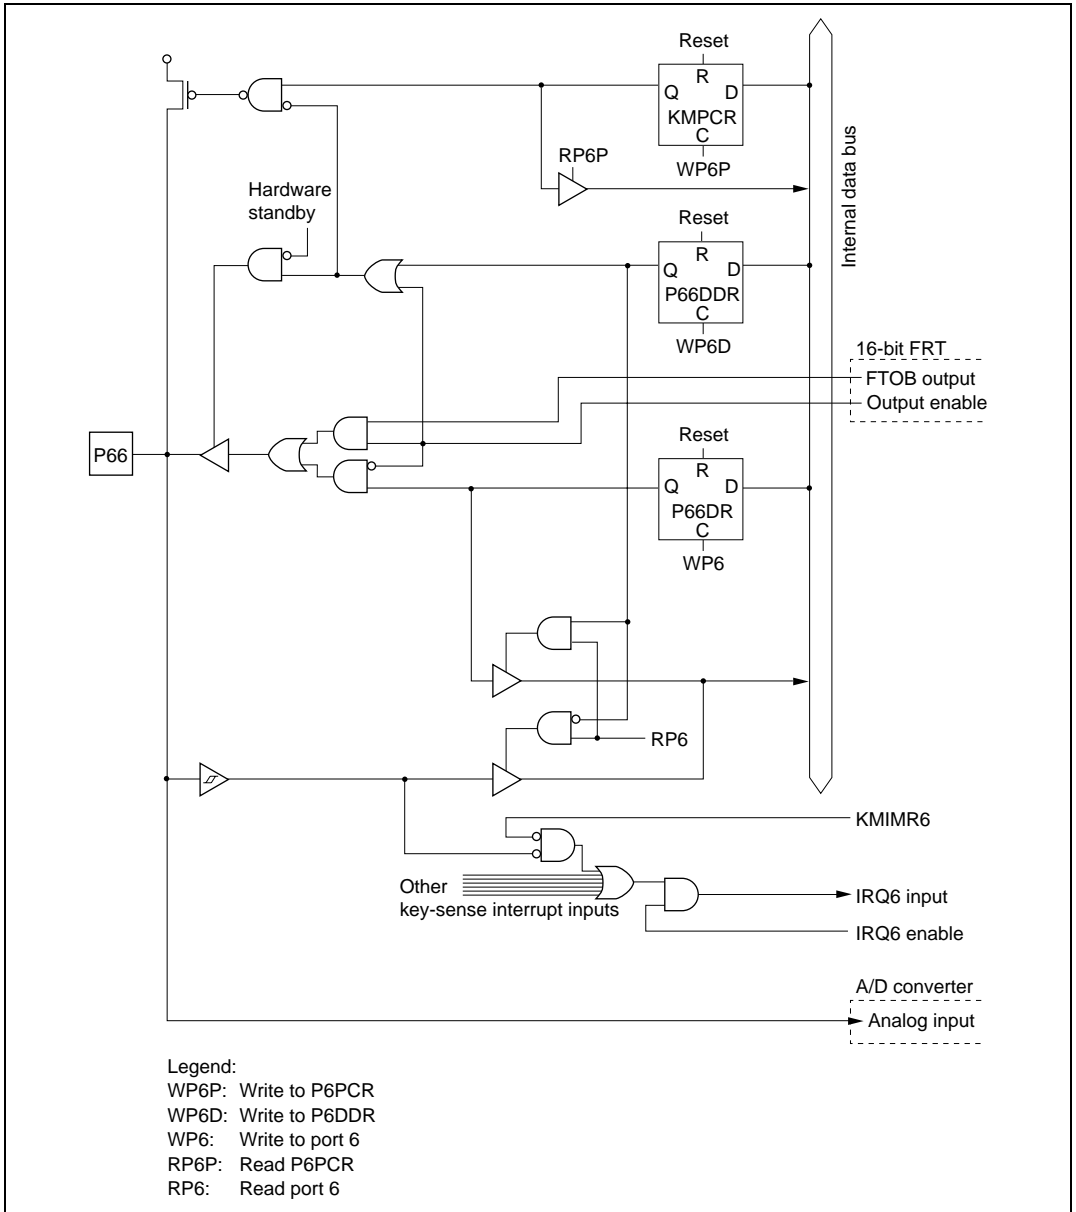 Reset
R
Q D
KMPCR
C
WP6P
RP6P
Hardware
standby
Internal data bus
Reset
R
Q D
P66DDR
C
WP6D
16-bit FRT
FTOB output
Output enable
Reset
R
Q D
P66DR
C
WP6
P66
RP6
KMIMR6
Other
key-sense interrupt inputs
IRQ6 input
IRQ6 enable
A/D converter
Analog input
Legend:
WP6P: Write to P6PCR
WP6D: Write to P6DDR
WP6: Write to port 6
RP6P: Read P6PCR
RP6: Read port 6